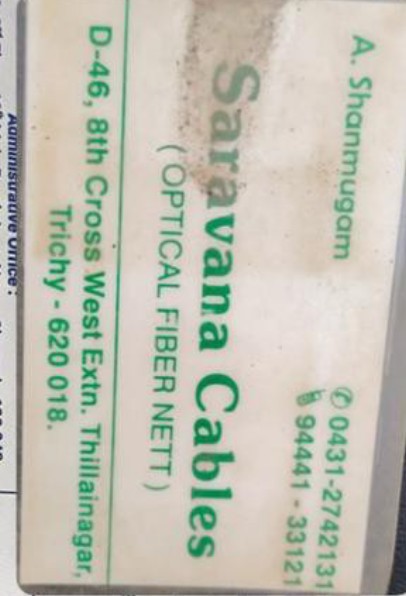 A. Shanmugam
✆ 0431-2742131
94441 - 33121
Saravana Cables
( OPTICAL FIBER NETT )
D-46, 8th Cross West Extn. Thillainagar,
Trichy - 620 018.
Administrative Office :